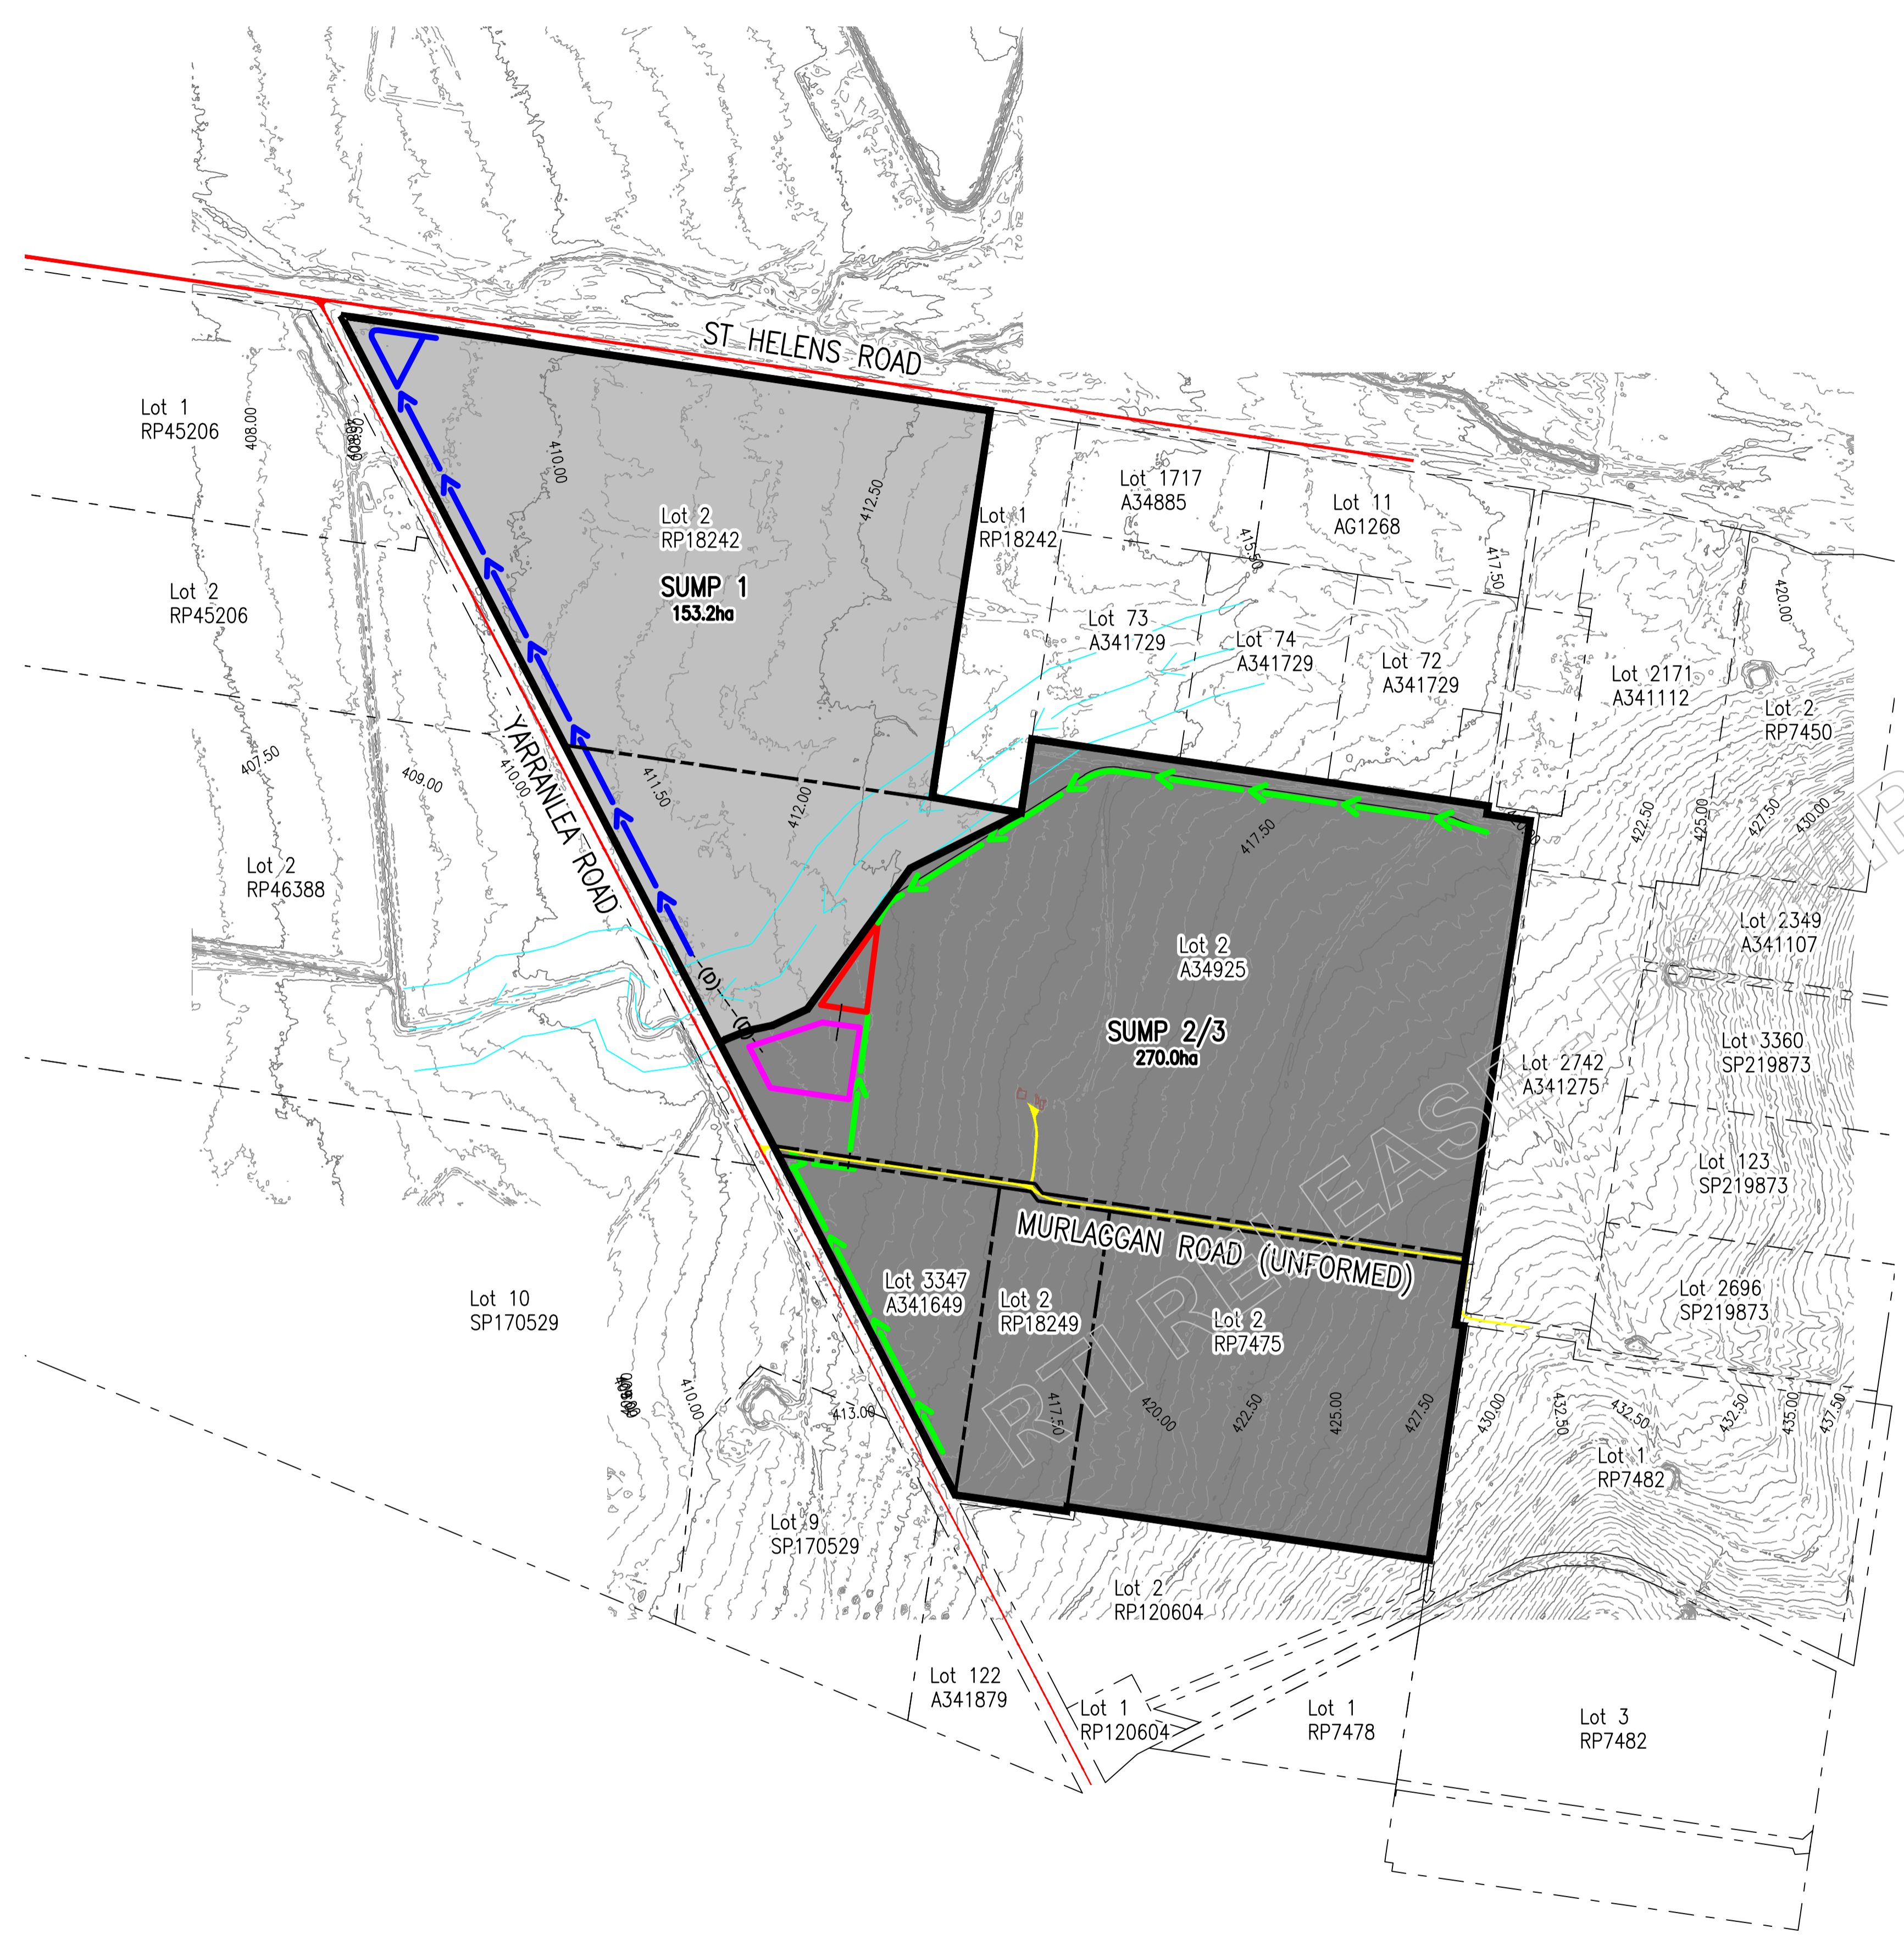 ST HELENS ROAD
Lot 1
RP45206
408.00
410.00
412.50
Lot 2
RP18242
SUMP 1
153.2ha
Lot 1
RP18242
Lot 1717
A34885
Lot 11
AG1268
415.50
417.50
420.00
Lot 2
RP45206
Lot 73
A341729
Lot 74
A341729
Lot 72
A341729
Lot 2171
A341112
Lot 2
RP7450
407.50
409.00
YARRANLEA ROAD
410.00
411.50
412.00
417.50
422.50
425.00
427.50
430.00
Lot 2
RP46388
Lot 2
A34925
Lot 2349
A341107
(D)
SUMP 2/3
270.0ha
Lot 2742
A341275
Lot 3360
SP219873
Lot 123
SP219873
MURLAGGAN ROAD (UNFORMED)
Lot 10
SP170529
Lot 3347
A341649
Lot 2
RP18249
Lot 2
RP7475
Lot 2696
SP219873
410.00
413.00
417.50
420.00
422.50
425.00
427.50
430.00
432.50
432.50
432.50
435.00
437.50
Lot 1
RP7482
Lot 9
SP170529
Lot 2
RP120604
Lot 122
A341879
Lot 1
RP120604
Lot 1
RP7478
Lot 3
RP7482
RTI RELEASE